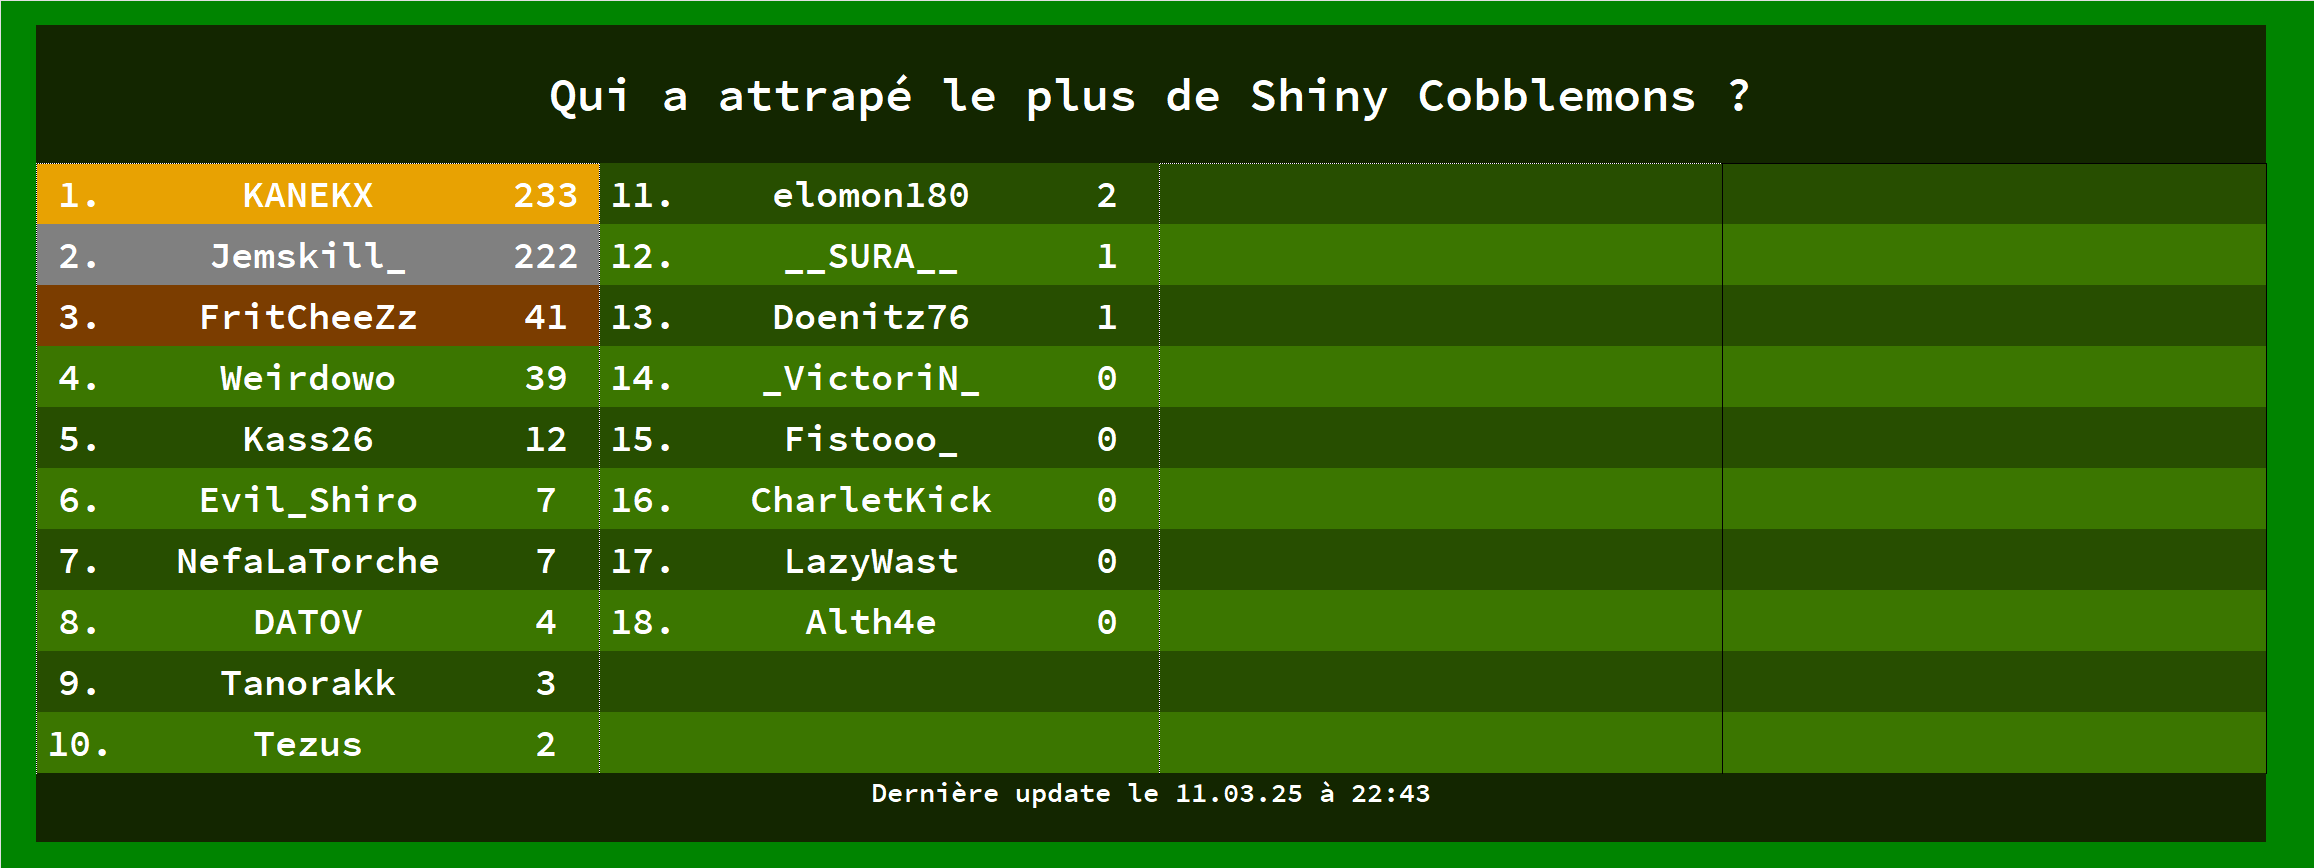 Qui a attrapé le plus de Shiny Cobblemons ?
1. KANEKX 233
2. Jemskill_ 222
3. FritCheeZz 41
4. Weirdowo 39
5. Kass26 12
6. Evil_Shiro 7
7. NefaLaTorche 7
8. DATOV 4
9. Tanorakk 3
10. Tezus 2
11. elomon180 2
12. __SURA__ 1
13. Doenitz76 1
14. _VictoriN_ 0
15. Fistooo_ 0
16. CharletKick 0
17. LazyWast 0
18. Alth4e 0
Dernière update le 11.03.25 à 22:43